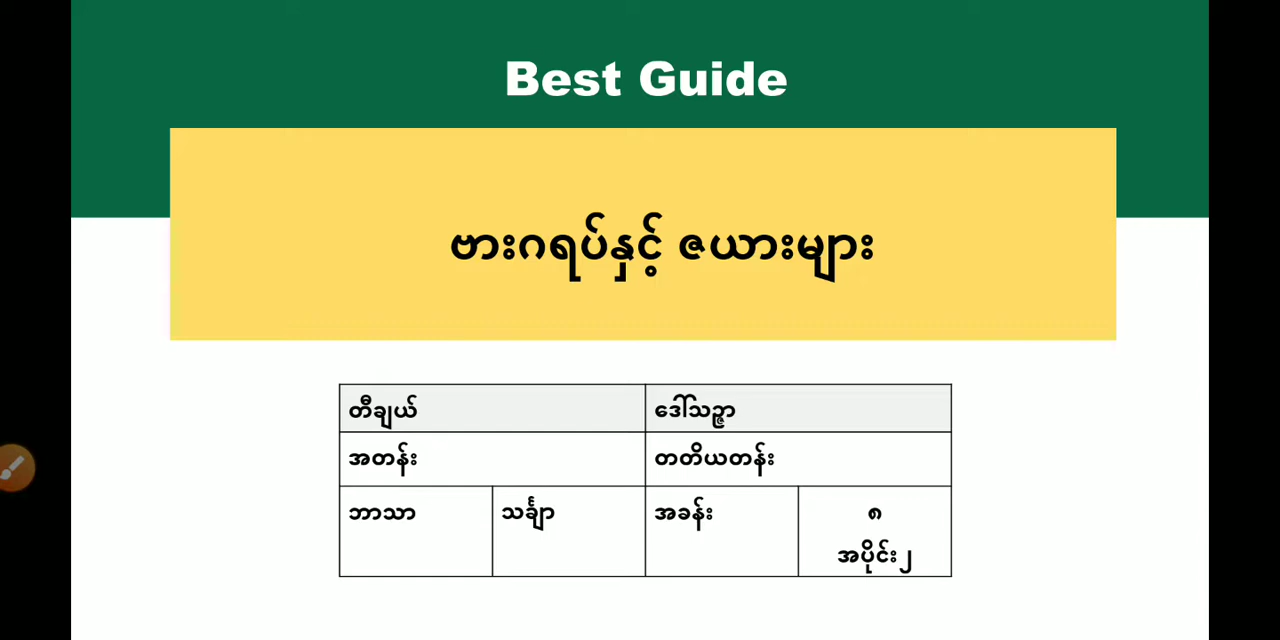 Best Guide
ဗားဂရပ်နှင့် ဇယားများ
တီချယ် ဒေါ်သဉ္ဇာ
အတန်း တတိယတန်း
ဘာသာ သင်္ချာ အခန်း ၈
အပိုင်း၂